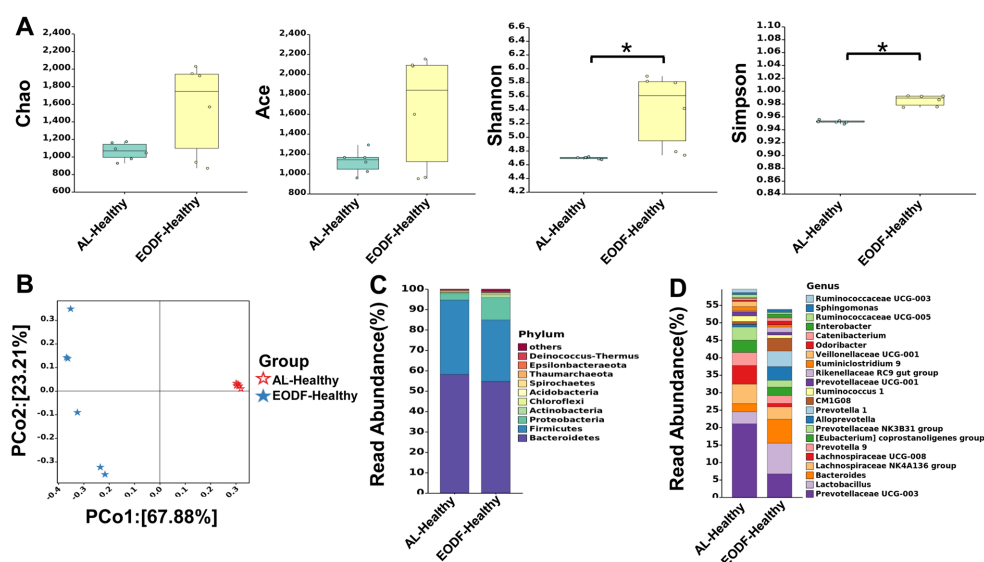 A
Chao
2,400
2,200
2,000
1,800
1,600
1,400
1,200
1,000
800
600
AL-Healthy
EODF-Healthy
Ace
2,400
2,200
2,000
1,800
1,600
1,400
1,200
1,000
800
AL-Healthy
EODF-Healthy
Shannon
6.6
6.2
5.8
5.4
5.0
4.6
4.2
*
AL-Healthy
EODF-Healthy
Simpson
1.10
1.08
1.06
1.04
1.02
1.00
0.98
0.96
0.94
0.92
0.90
0.88
0.86
0.84
*
AL-Healthy
EODF-Healthy
B
PCo2:[23.21%]
0.3
0.2
0.1
0.0
0.1
0.2
0.3
-0.4
-0.3
-0.2
-0.1
0.0
0.1
0.2
0.3
PCo1:[67.88%]
Group
AL-Healthy
EODF-Healthy
C
Read Abundance(%)
100
90
80
70
60
50
40
30
20
10
0
AL-Healthy
EODF-Healthy
Phylum
others
Deinococcus-Thermus
Epsilonbacteraeota
Thaumarchaeota
Spirochaetes
Acidobacteria
Chloroflexi
Actinobacteria
Proteobacteria
Firmicutes
Bacteroidetes
D
Read Abundance(%)
55
50
45
40
35
30
25
20
15
10
5
0
AL-Healthy
EODF-Healthy
Genus
Ruminococcaceae UCG-003
Sphingomonas
Ruminococcaceae UCG-005
Enterobacter
Catenibacterium
Odoribacter
Veillonellaceae UCG-001
Ruminiclostridium 9
Rikenellaceae RC9 gut group
Prevotellaceae UCG-001
Ruminococcus 1
CM1G08
Prevotella 1
Alloprevotella
Prevotellaceae NK3B31 group
[Eubacterium] coprostanoligenes group
Prevotella 9
Lachnospiraceae UCG-008
Lachnospiraceae NK4A136 group
Bacteroides
Lactobacillus
Prevotellaceae UCG-003